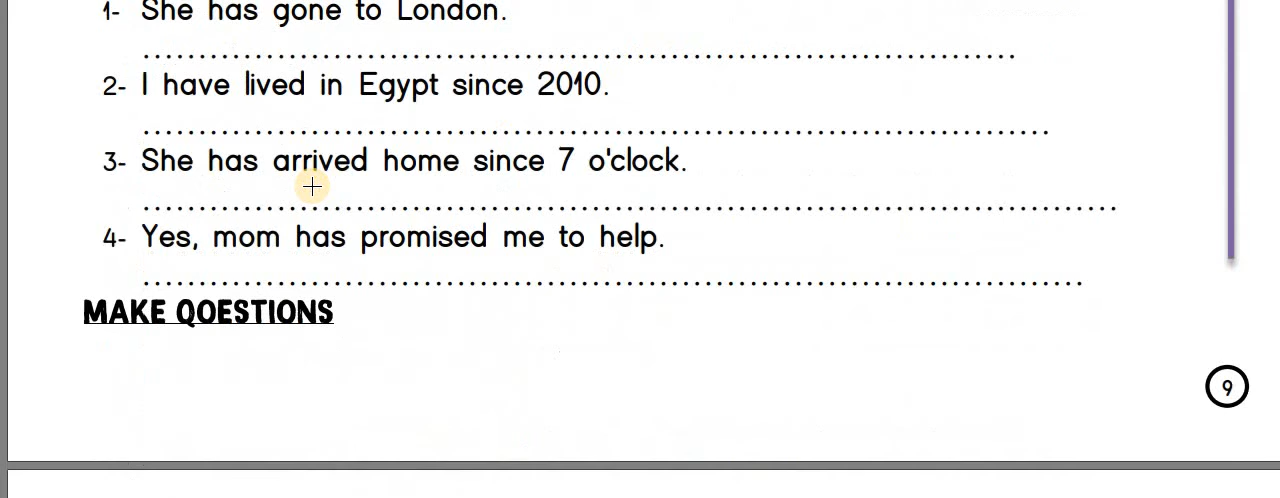 1- She has gone to London.
........................................................................................
2- I have lived in Egypt since 2010.
............................................................................................
3- She has arrived home since 7 o'clock.
...................................................................................................
4- Yes, mom has promised me to help.
................................................................................................
MAKE QOESTIONS
9